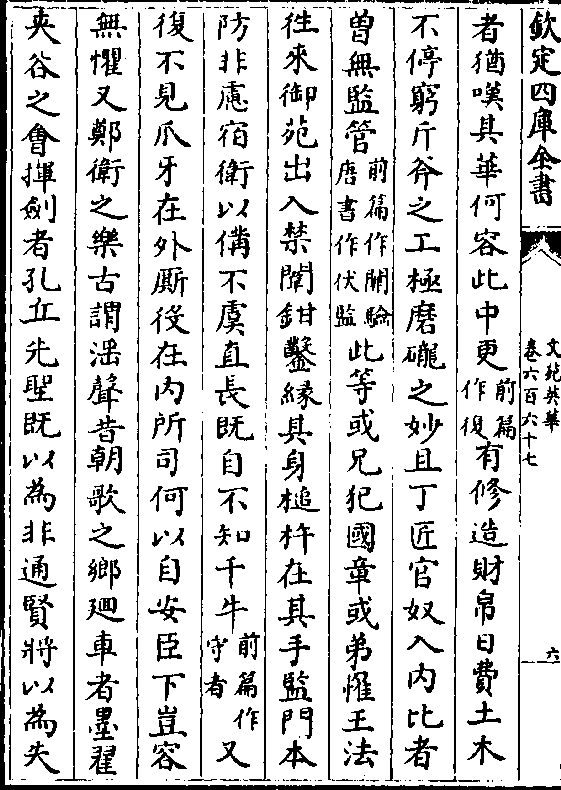 欽定四庫全書
文苑英華
卷六百六十七
六
者猶嘆其華何容此中更前篇作復有修造財帛日費土木
不停窮斤斧之工極磨礲之妙且丁匠官奴入內比者
曾無監管前篇作關驗唐書作伏監此等或兄犯國章或弟惟王法
往來御苑出入禁闈鉗鑿緣其身槌杵在其手監門本
防非慮宿衛以備不虞直長既自不知千牛前篇作守者又
復不見爪牙在外廝役在內所司何以自安臣下豈容
無懼又鄭衛之樂古謂淫聲昔朝歌之鄉廻車者墨翟
夾谷之會揮劍者孔丘先聖既以為非通賢將以為失